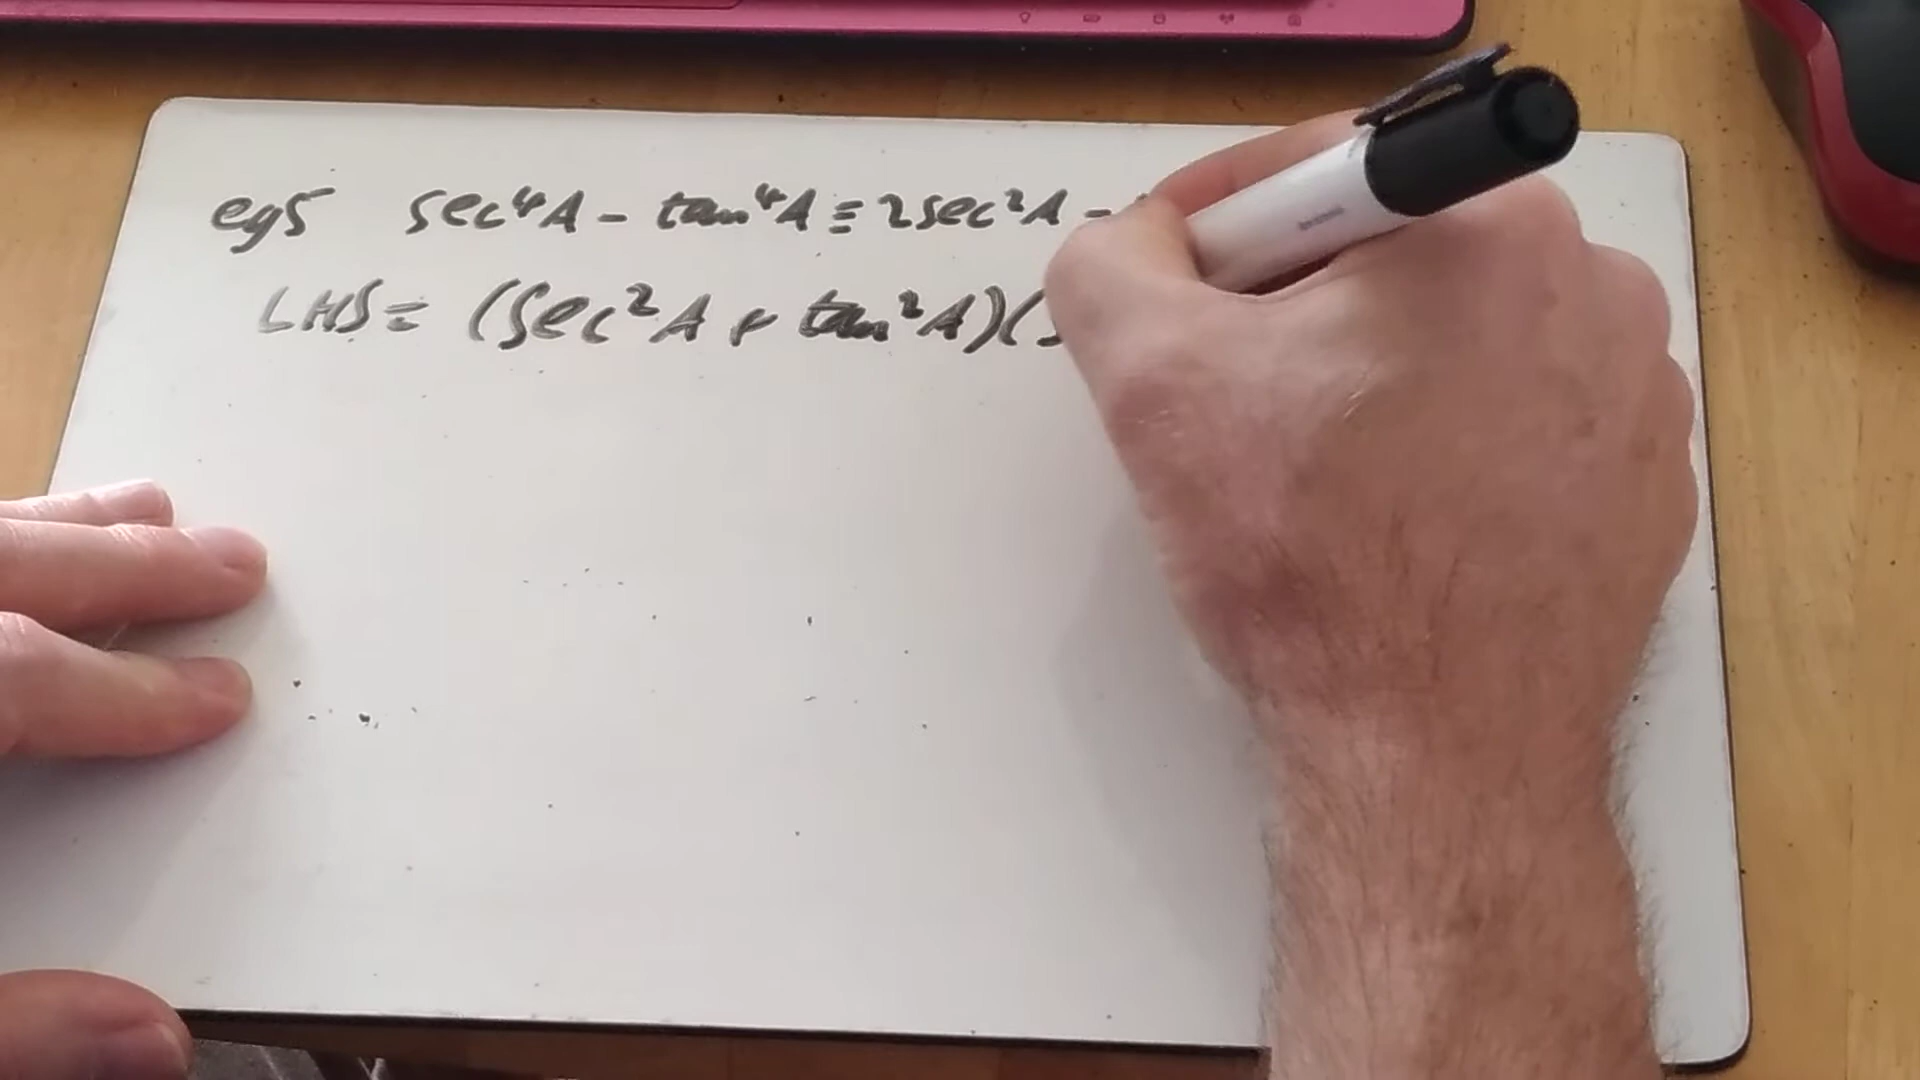 eg5 sec⁴A - tan⁴A ≡ 2sec²A -
LHS ≡ (sec²A + tan²A)(